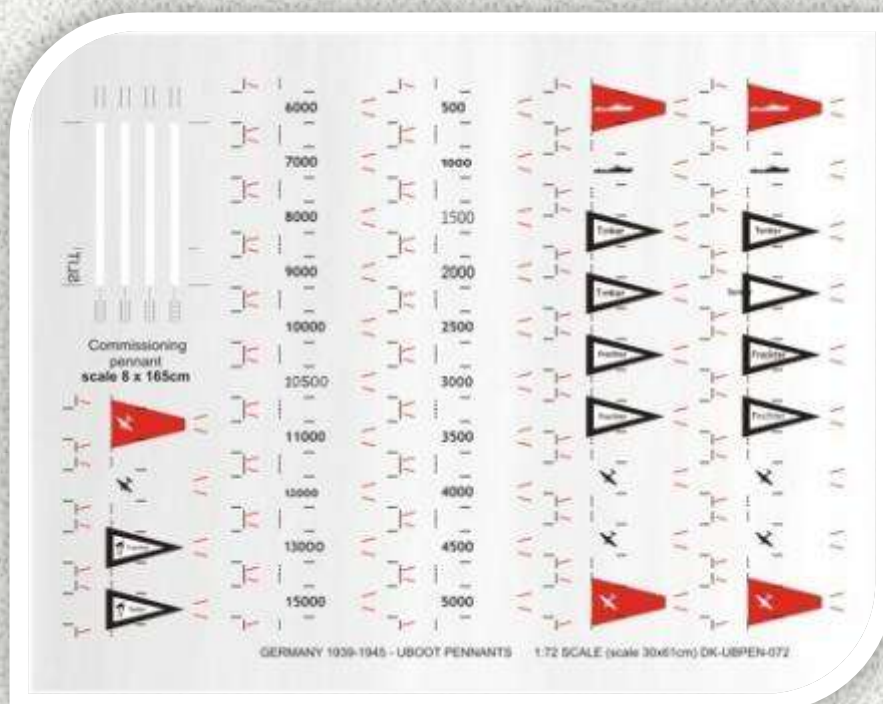 Commissioning
pennant
scale 8 x 165cm
6000
7000
8000
9000
10000
10500
11000
12000
13000
15000
500
1000
1500
2000
2500
3000
3500
4000
4500
5000
Tanker
Tanker
Frachter
Frachter
Tanker
Frachter
Frachter
GERMANY 1939-1945 - UBOOT PENNANTS 1:72 SCALE (scale 30x61cm) DK-UBPEN-072